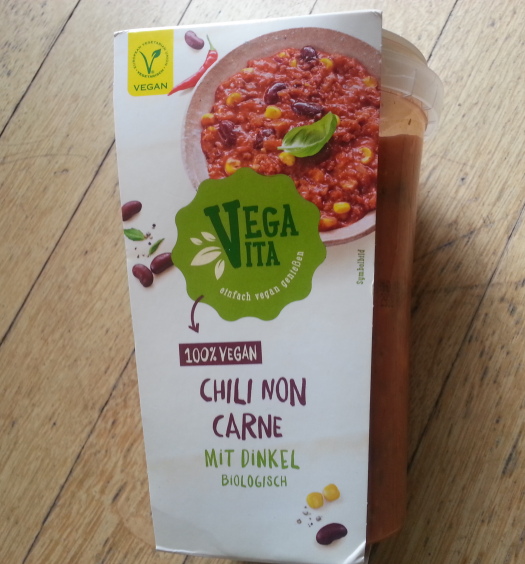 VEGAN
VEGA
VITA
einfach vegan genießen
Symbolbild
100% VEGAN
CHILI NON
CARNE
MIT DINKEL
BIOLOGISCH